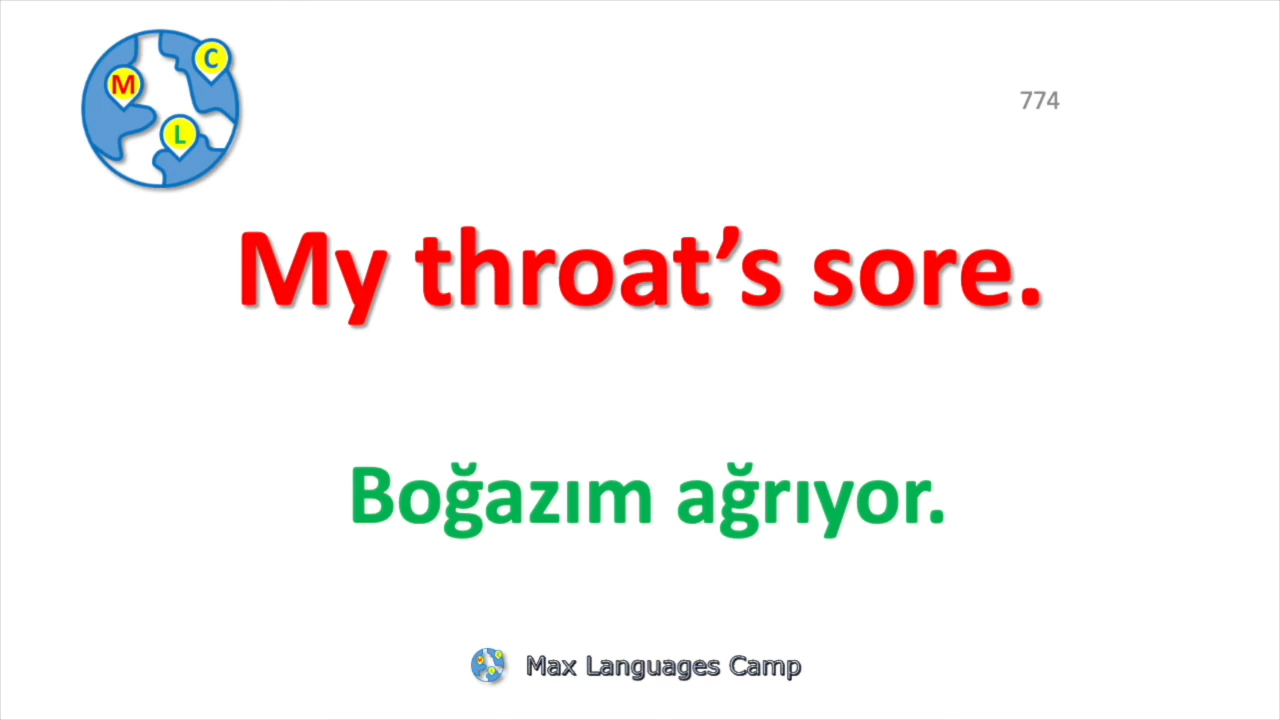 C
M
L
774
My throat’s sore.
Boğazım ağrıyor.
Max Languages Camp